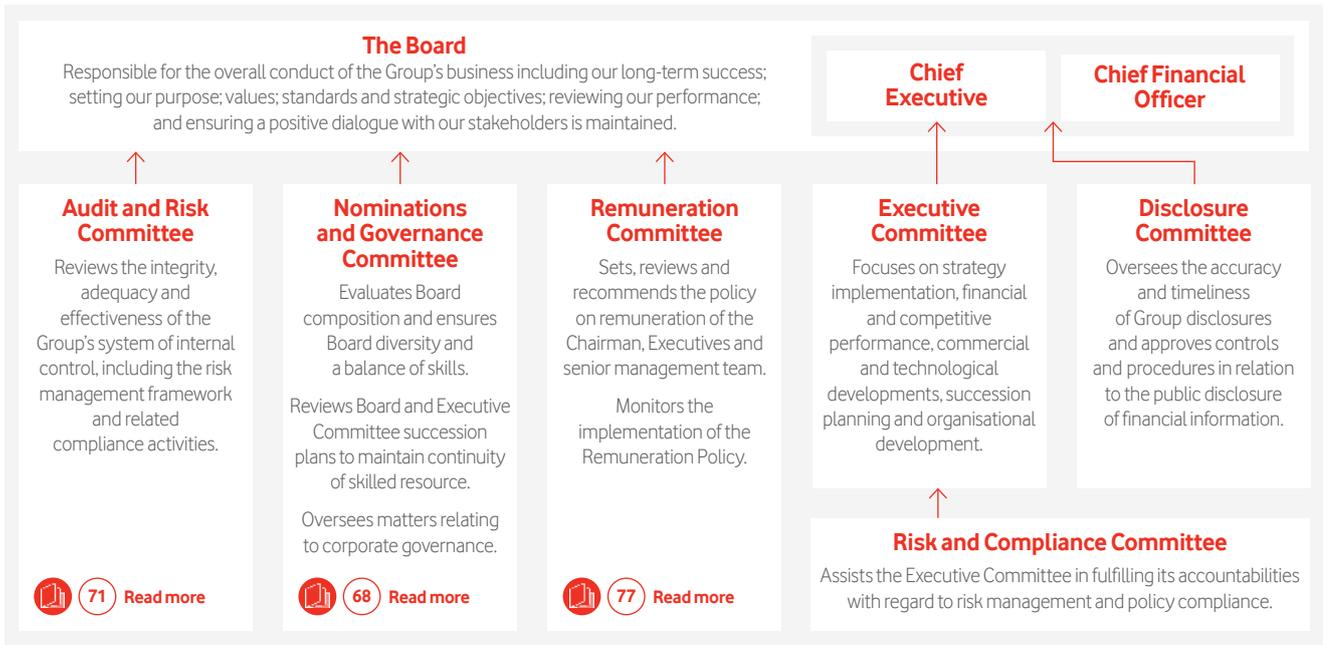 The Board
Responsible for the overall conduct of the Group's business including our long-term success;
setting our purpose; values; standards and strategic objectives; reviewing our performance;
and ensuring a positive dialogue with our stakeholders is maintained.
Chief
Executive
Chief Financial
Officer
Audit and Risk
Committee
Reviews the integrity,
adequacy and
effectiveness of the
Group's system of internal
control, including the risk
management framework
and related
compliance activities.
71 Read more
Nominations
and Governance
Committee
Evaluates Board
composition and ensures
Board diversity and
a balance of skills.
Reviews Board and Executive
Committee succession
plans to maintain continuity
of skilled resource.
Oversees matters relating
to corporate governance.
68 Read more
Remuneration
Committee
Sets, reviews and
recommends the policy
on remuneration of the
Chairman, Executives and
senior management team.
Monitors the
implementation of the
Remuneration Policy.
77 Read more
Executive
Committee
Focuses on strategy
implementation, financial
and competitive
performance, commercial
and technological
developments, succession
planning and organisational
development.
Disclosure
Committee
Oversees the accuracy
and timeliness
of Group disclosures
and approves controls
and procedures in relation
to the public disclosure
of financial information.
Risk and Compliance Committee
Assists the Executive Committee in fulfilling its accountabilities
with regard to risk management and policy compliance.